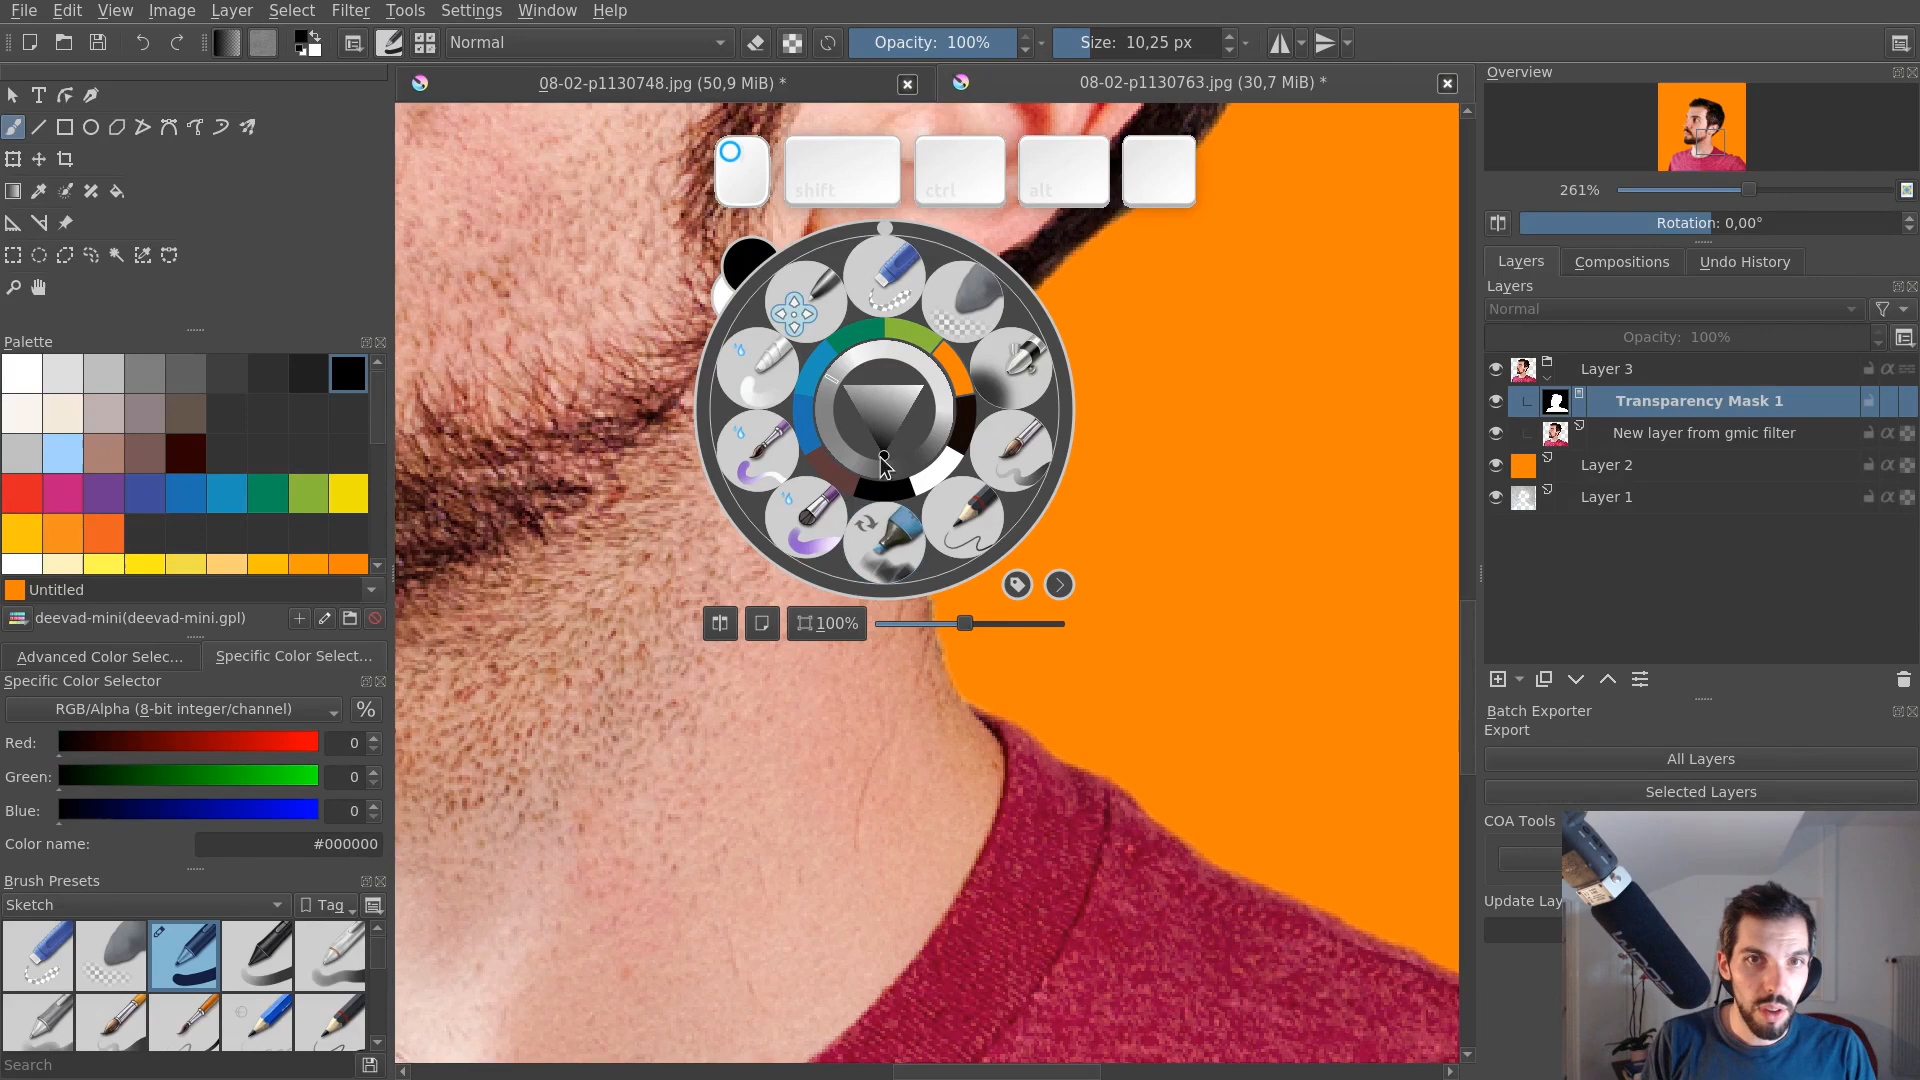 File Edit View Image Layer Select Filter Tools Settings Window Help
Normal
Opacity: 100%
Size: 10,25 px
08-02-p1130748.jpg (50,9 MiB) *
08-02-p1130763.jpg (30,7 MiB) *
shift
ctrl
alt
100%
Palette
Untitled
deevad-mini(deevad-mini.gpl)
Advanced Color Selec...
Specific Color Select...
Specific Color Selector
RGB/Alpha (8-bit integer/channel)
%
Red: 0
Green: 0
Blue: 0
Color name: #000000
Brush Presets
Sketch
Tag
Search
Overview
261%
Rotation: 0,00°
Layers
Compositions
Undo History
Layers
Normal
Opacity: 100%
Layer 3
Transparency Mask 1
New layer from gmic filter
Layer 2
Layer 1
Batch Exporter
Export
All Layers
Selected Layers
COA Tools
Update Lay